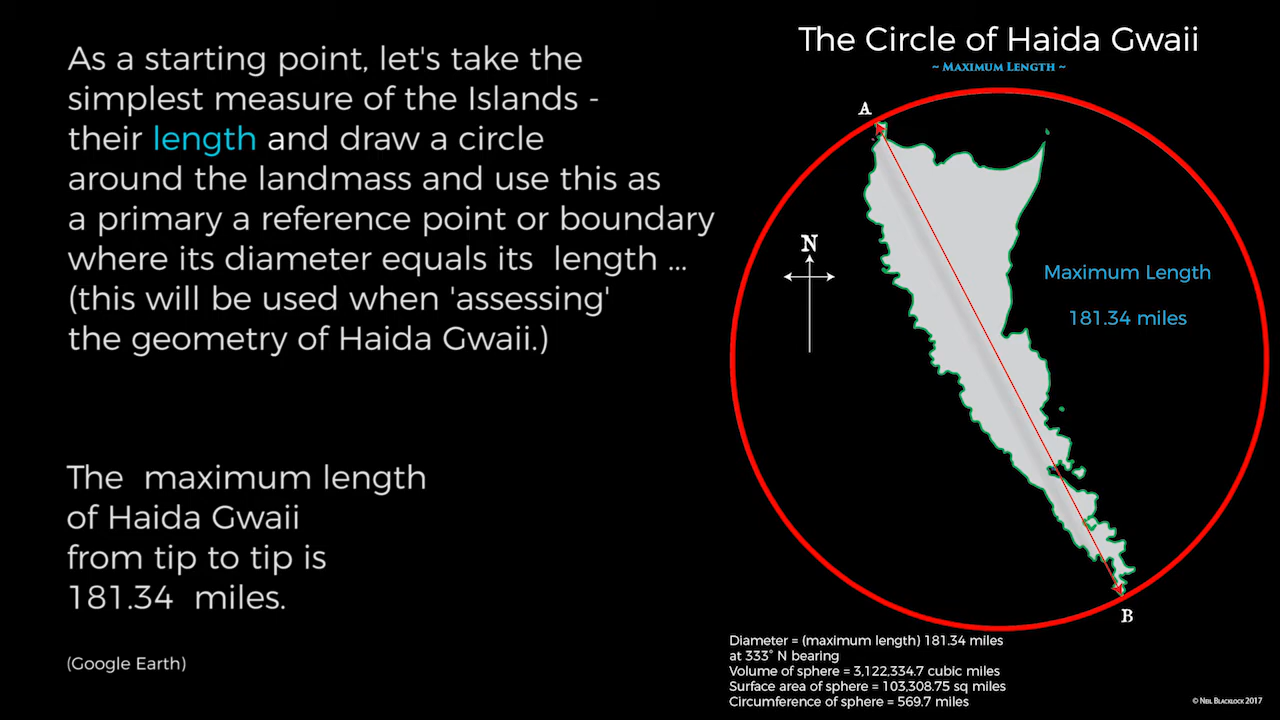 As a starting point, let's take the
simplest measure of the Islands -
their length and draw a circle
around the landmass and use this as
a primary a reference point or boundary
where its diameter equals its length ...
(this will be used when 'assessing'
the geometry of Haida Gwaii.)
The maximum length
of Haida Gwaii
from tip to tip is
181.34 miles.
(Google Earth)
The Circle of Haida Gwaii
~ Maximum Length ~
A
N
Maximum Length
181.34 miles
B
Diameter = (maximum length) 181.34 miles
at 333° N bearing
Volume of sphere = 3,122,334.7 cubic miles
Surface area of sphere = 103,308.75 sq miles
Circumference of sphere = 569.7 miles
© Neil Blacklock 2017